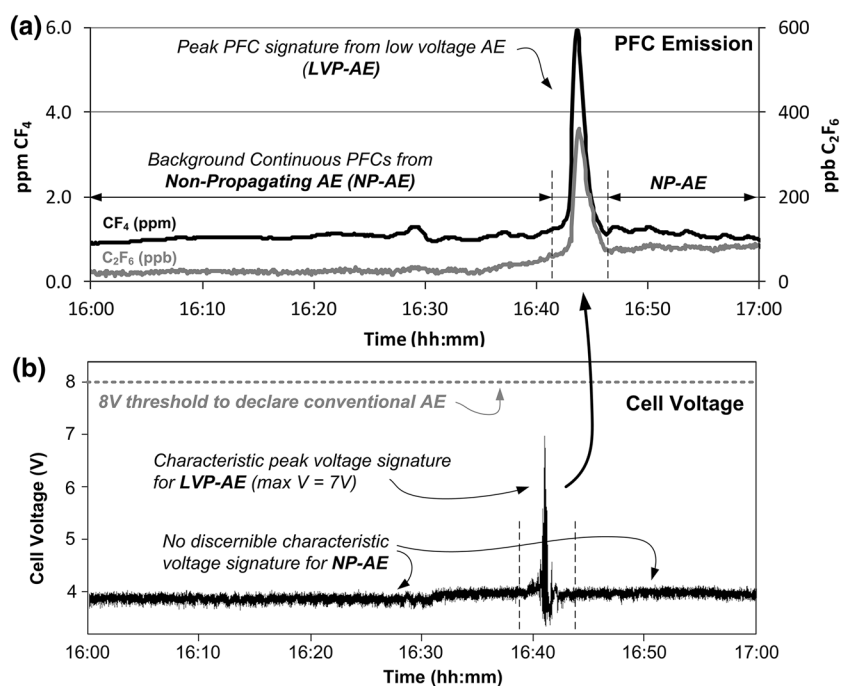 (a)
6.0
4.0
2.0
0.0
ppm CF₄
600
400
200
0
ppb C₂F₆
PFC Emission
Peak PFC signature from low voltage AE
(LVP-AE)
Background Continuous PFCs from
Non-Propagating AE (NP-AE)
NP-AE
CF₄ (ppm)
C₂F₆ (ppb)
16:00 16:10 16:20 16:30 16:40 16:50 17:00
Time (hh:mm)
(b)
8
7
6
5
4
Cell Voltage (V)
8V threshold to declare conventional AE
Cell Voltage
Characteristic peak voltage signature
for LVP-AE (max V = 7V)
No discernible characteristic
voltage signature for NP-AE
16:00 16:10 16:20 16:30 16:40 16:50 17:00
Time (hh:mm)